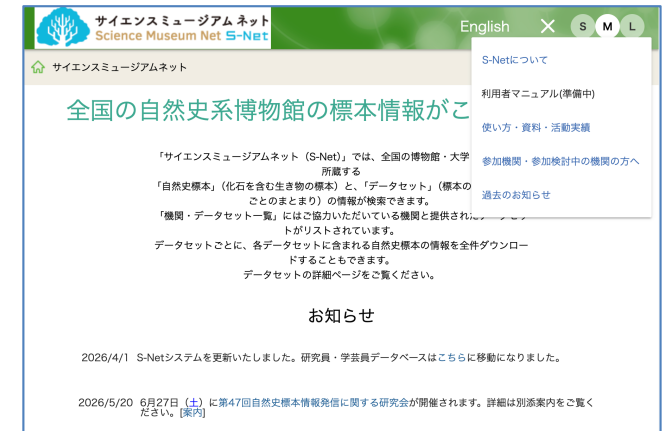 サイエンスミュージアム ネット
Science Museum Net S-Net
English
S M L
サイエンスミュージアムネット
S-Netについて
利用者マニュアル(準備中)
使い方・資料・活動実績
参加機関・参加検討中の機関の方へ
過去のお知らせ
全国の自然史系博物館の標本情報がこ
「サイエンスミュージアムネット（S-Net）」では、全国の博物館・大学
所蔵する
「自然史標本」（化石を含む生き物の標本）と、「データセット」（標本の
ごとのまとまり）の情報が検索できます。
「機関・データセット一覧」にはご協力いただいている機関と提供された
トがリストされています。
データセットごとに、各データセットに含まれる自然史標本の情報を全件ダウンロー
ドすることもできます。
データセットの詳細ページをご覧ください。
お知らせ
2026/4/1 S-Netシステムを更新いたしました。研究員・学芸員データベースはこちらに移動になりました。
2026/5/20 6月27日（土）に第47回自然史標本情報発信に関する研究会が開催されます。詳細は別添案内をご覧く
ださい。[案内]